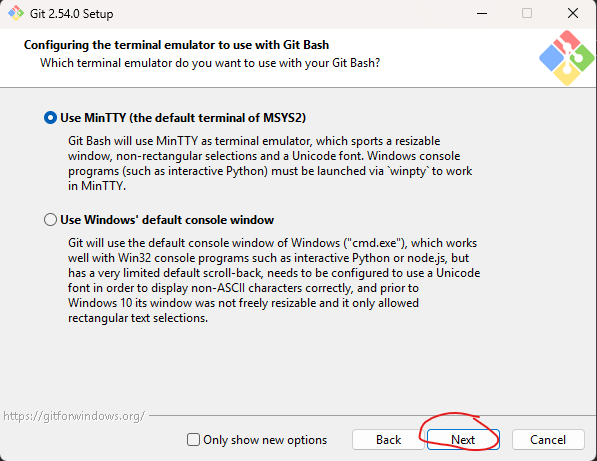 Git 2.54.0 Setup
Configuring the terminal emulator to use with Git Bash
Which terminal emulator do you want to use with your Git Bash?
Use MinTTY (the default terminal of MSYS2)
Git Bash will use MinTTY as terminal emulator, which sports a resizable
window, non-rectangular selections and a Unicode font. Windows console
programs (such as interactive Python) must be launched via `winpty` to work
in MinTTY.
Use Windows' default console window
Git will use the default console window of Windows ("cmd.exe"), which works
well with Win32 console programs such as interactive Python or node.js, but
has a very limited default scroll-back, needs to be configured to use a Unicode
font in order to display non-ASCII characters correctly, and prior to
Windows 10 its window was not freely resizable and it only allowed
rectangular text selections.
https://gitforwindows.org/
Only show new options
Back
Next
Cancel